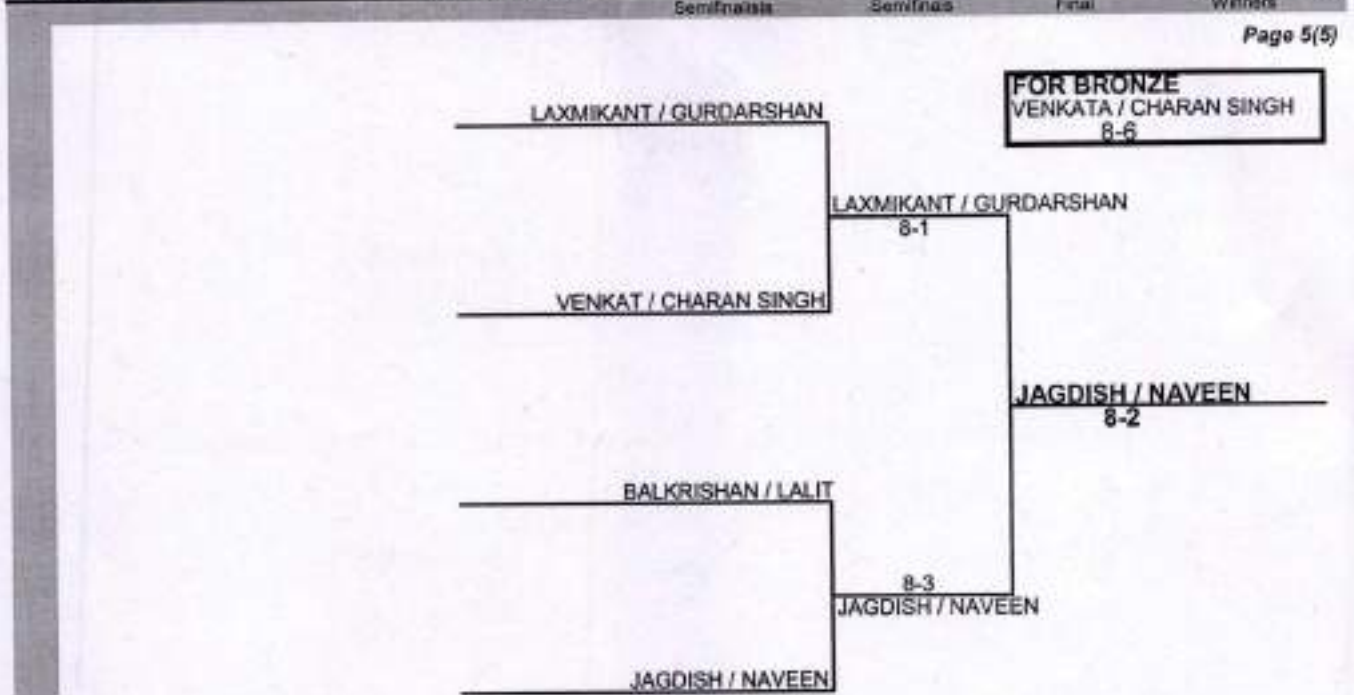 Semifinalists Semifinals Final Winners
Page 5(5)
FOR BRONZE
VENKATA / CHARAN SINGH
8-6
LAXMIKANT / GURDARSHAN
LAXMIKANT / GURDARSHAN
8-1
VENKAT / CHARAN SINGH
JAGDISH / NAVEEN
8-2
BALKRISHAN / LALIT
8-3
JAGDISH / NAVEEN
JAGDISH / NAVEEN